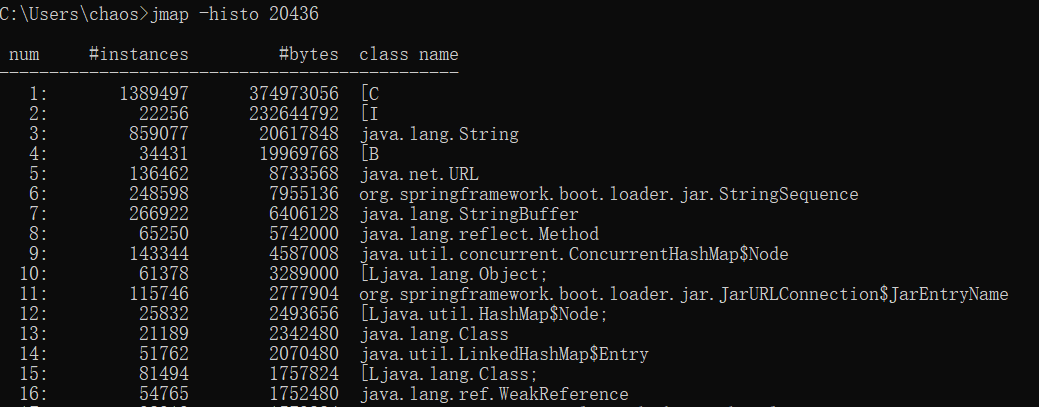 C:\Users\chaos>jmap -histo 20436
num #instances #bytes class name
----------------------------------------------
1: 1389497 374973056 [C
2: 22256 232644792 [I
3: 859077 20617848 java.lang.String
4: 34431 19969768 [B
5: 136462 8733568 java.net.URL
6: 248598 7955136 org.springframework.boot.loader.jar.StringSequence
7: 266922 6406128 java.lang.StringBuffer
8: 65250 5742000 java.lang.reflect.Method
9: 143344 4587008 java.util.concurrent.ConcurrentHashMap$Node
10: 61378 3289000 [Ljava.lang.Object;
11: 115746 2777904 org.springframework.boot.loader.jar.JarURLConnection$JarEntryName
12: 25832 2493656 [Ljava.util.HashMap$Node;
13: 21189 2342480 java.lang.Class
14: 51762 2070480 java.util.LinkedHashMap$Entry
15: 81494 1757824 [Ljava.lang.Class;
16: 54765 1752480 java.lang.ref.WeakReference